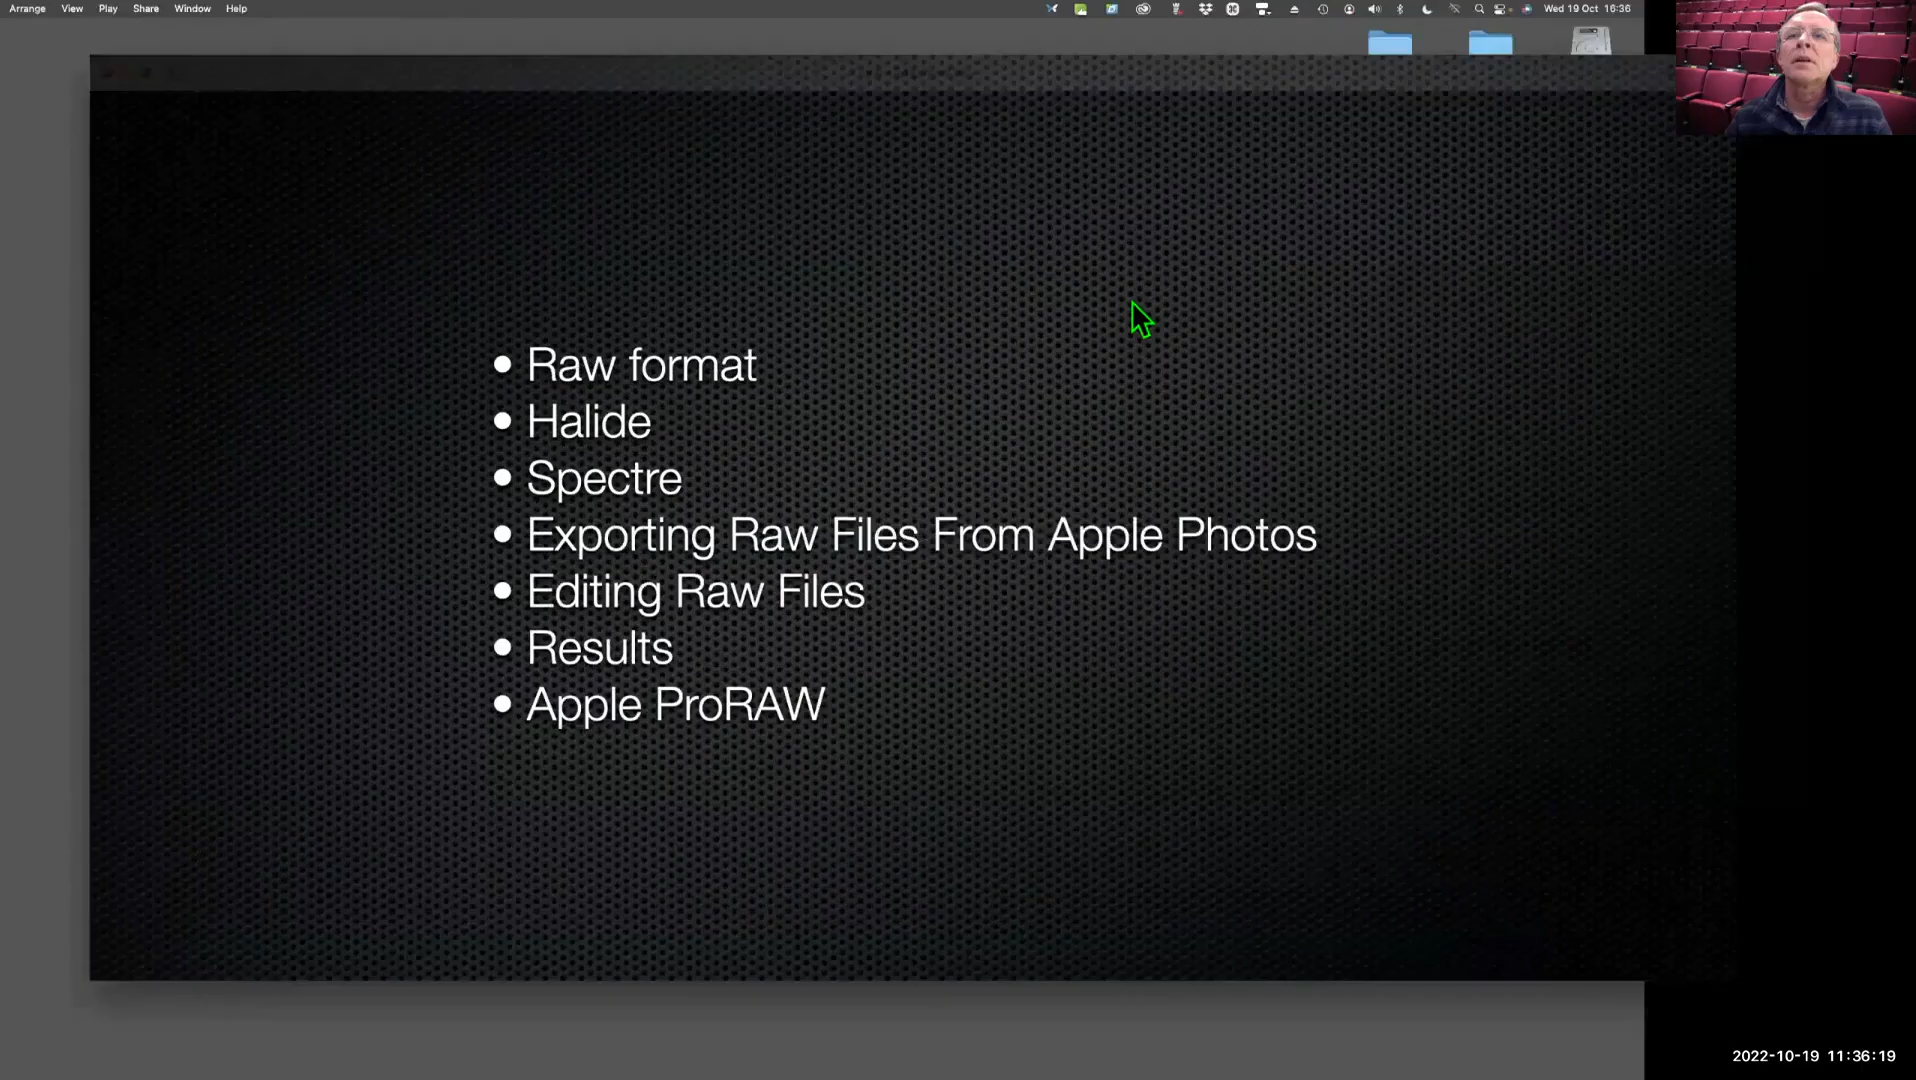 Arrange View Play Share Window Help Wed 19 Oct 16:36
• Raw format
• Halide
• Spectre
• Exporting Raw Files From Apple Photos
• Editing Raw Files
• Results
• Apple ProRAW
2022-10-19 11:36:19